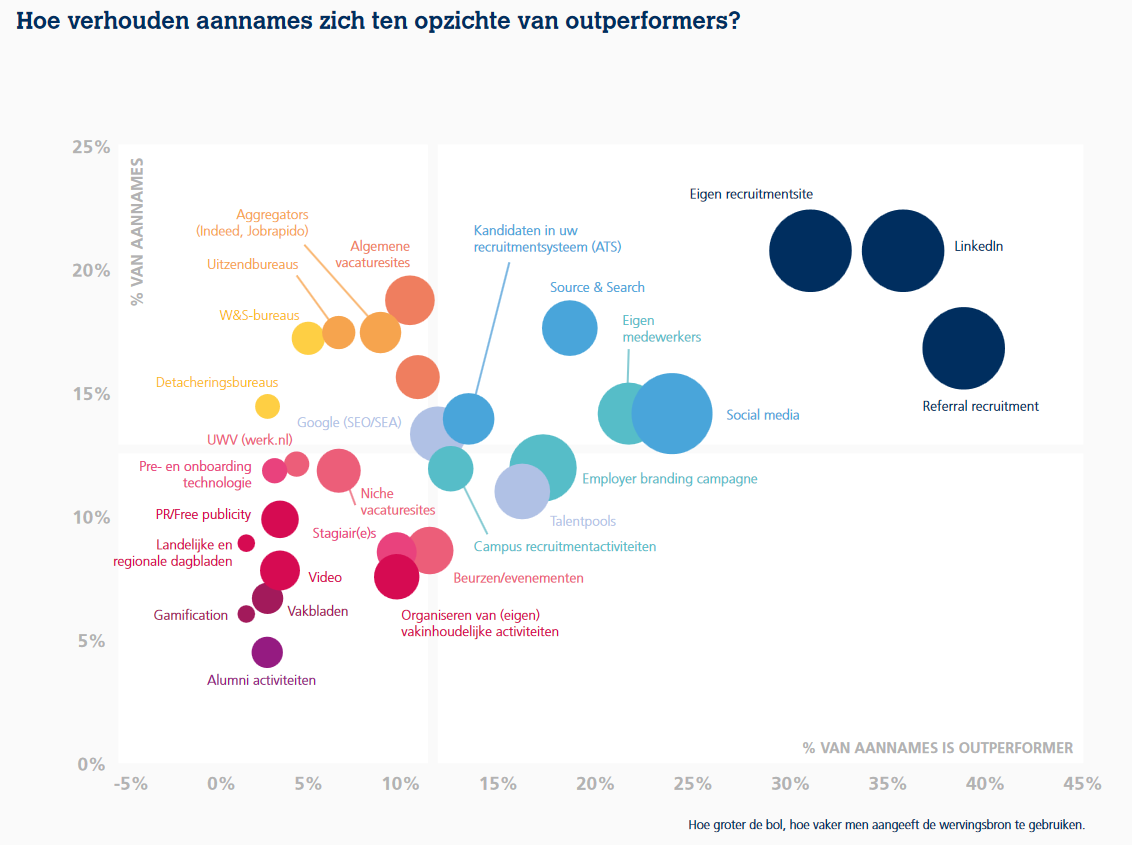 Hoe verhouden aannames zich ten opzichte van outperformers?
25%
20%
15%
10%
5%
0%
% VAN AANNAMES
Aggregators
(Indeed, Jobrapido)
Uitzendbureaus
Algemene
vacaturesites
W&S-bureaus
Detacheringsbureaus
Google (SEO/SEA)
UWV (werk.nl)
Pre- en onboarding
technologie
Niche
vacaturesites
PR/Free publicity
Stagiair(e)s
Landelijke en
regionale dagbladen
Video
Vakbladen
Gamification
Alumni activiteiten
Kandidaten in uw
recruitmentsysteem (ATS)
Source & Search
Eigen
medewerkers
Eigen recruitmentsite
LinkedIn
Referral recruitment
Social media
Employer branding campagne
Talentpools
Campus recruitmentactiviteiten
Beurzen/evenementen
Organiseren van (eigen)
vakinhoudelijke activiteiten
% VAN AANNAMES IS OUTPERFORMER
-5% 0% 5% 10% 15% 20% 25% 30% 35% 40% 45%
Hoe groter de bol, hoe vaker men aangeeft de wervingsbron te gebruiken.